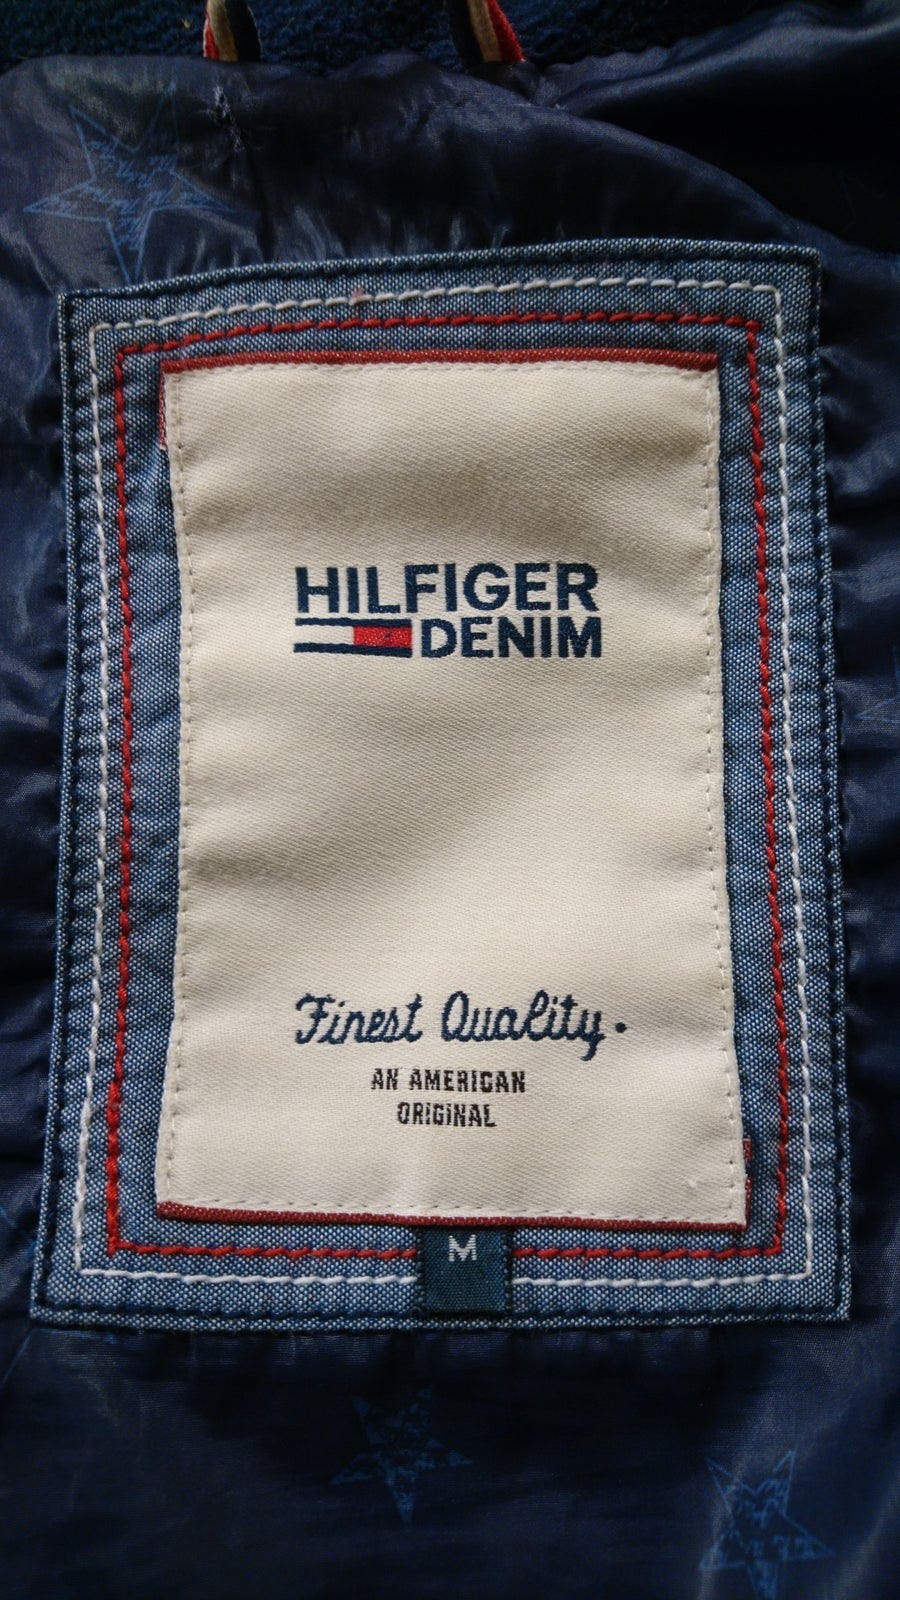 HILFIGER
DENIM
Finest Quality.
AN AMERICAN
ORIGINAL
M